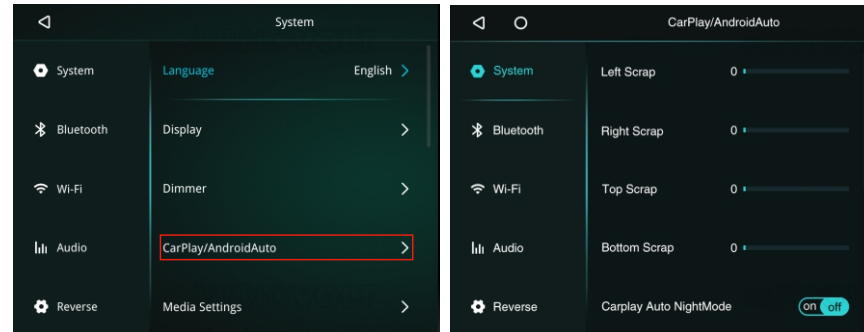 System
System
Language English
Bluetooth
Display
Wi-Fi
Dimmer
Audio
CarPlay/AndroidAuto
Reverse
Media Settings
CarPlay/AndroidAuto
System
Left Scrap 0
Bluetooth
Right Scrap 0
Wi-Fi
Top Scrap 0
Audio
Bottom Scrap 0
Reverse
Carplay Auto NightMode on off